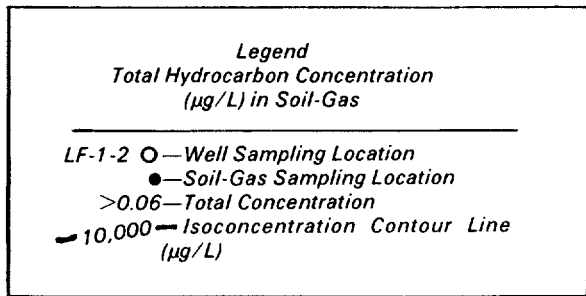 Legend
Total Hydrocarbon Concentration
(µg/L) in Soil-Gas
LF-1-2 O—Well Sampling Location
●—Soil-Gas Sampling Location
>0.06—Total Concentration
— 10,000 — Isoconcentration Contour Line
(µg/L)